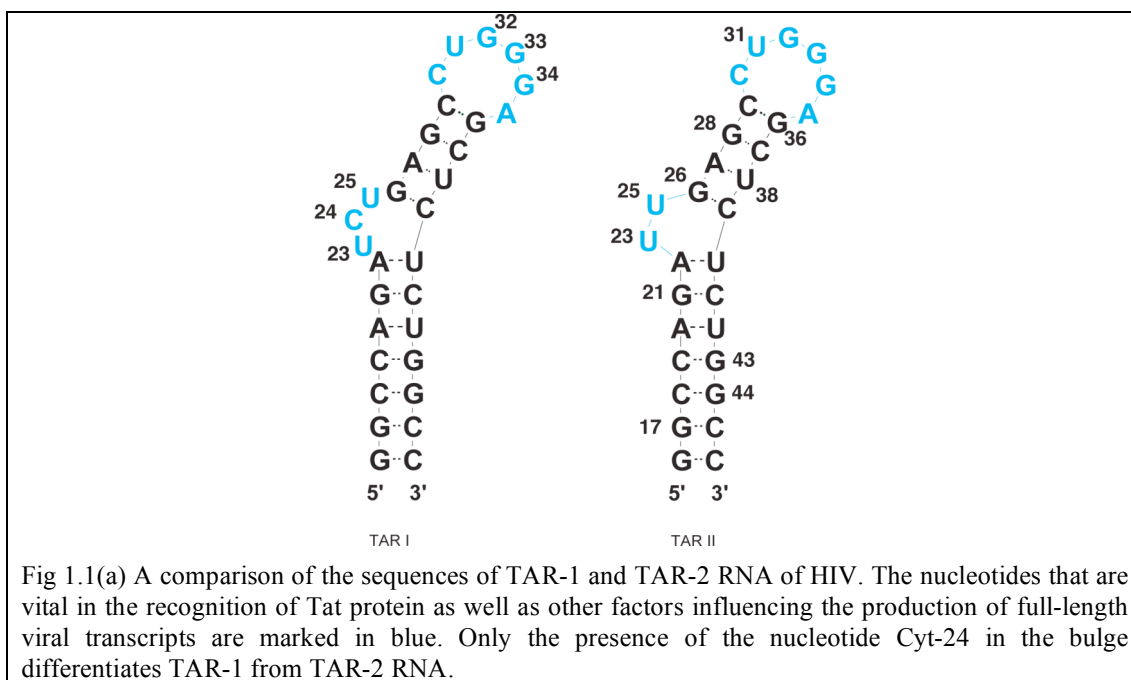 32
U G G 33
C G 34
C G A
G C
A U
25 U G C
24 C
23 U A U
G C
A U
C G
C G
G C
G C
5' 3'
TAR I
31 U G G
C G
C G A
28 G C 36
A U
26 G C 38
25 U
23 U A U
21 G C
A U
C G 43
C G 44
17 G C
G C
5' 3'
TAR II
Fig 1.1(a) A comparison of the sequences of TAR-1 and TAR-2 RNA of HIV. The nucleotides that are
vital in the recognition of Tat protein as well as other factors influencing the production of full-length
viral transcripts are marked in blue. Only the presence of the nucleotide Cyt-24 in the bulge
differentiates TAR-1 from TAR-2 RNA.